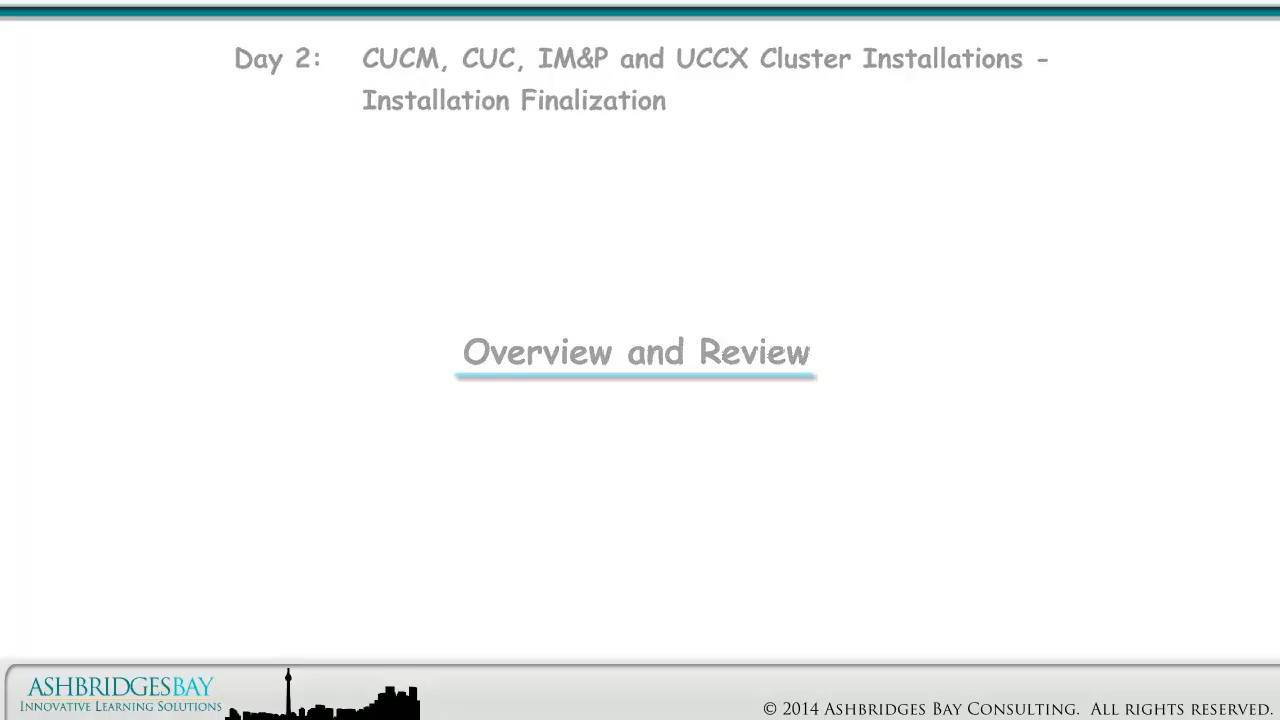 Day 2: CUCM, CUC, IM&P and UCCX Cluster Installations -
Installation Finalization
Overview and Review
ASHBRIDGESBAY
INNOVATIVE LEARNING SOLUTIONS
© 2014 ASHBRIDGES BAY CONSULTING. ALL RIGHTS RESERVED.